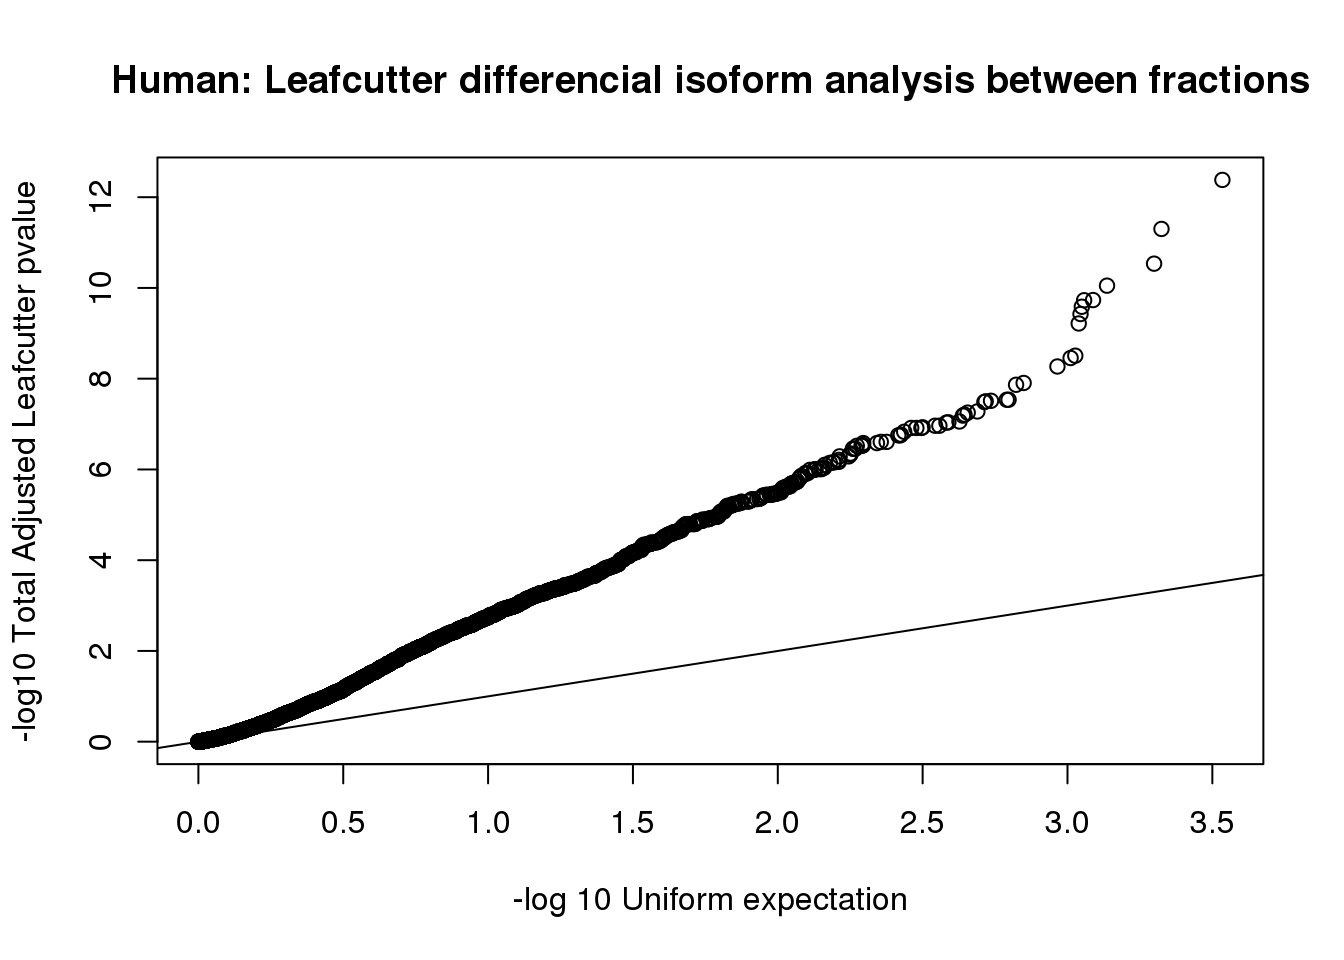 Human: Leafcutter differencial isoform analysis between fractions
-log10 Total Adjusted Leafcutter pvalue
12
10
8
6
4
2
0
0.0 0.5 1.0 1.5 2.0 2.5 3.0 3.5
-log 10 Uniform expectation